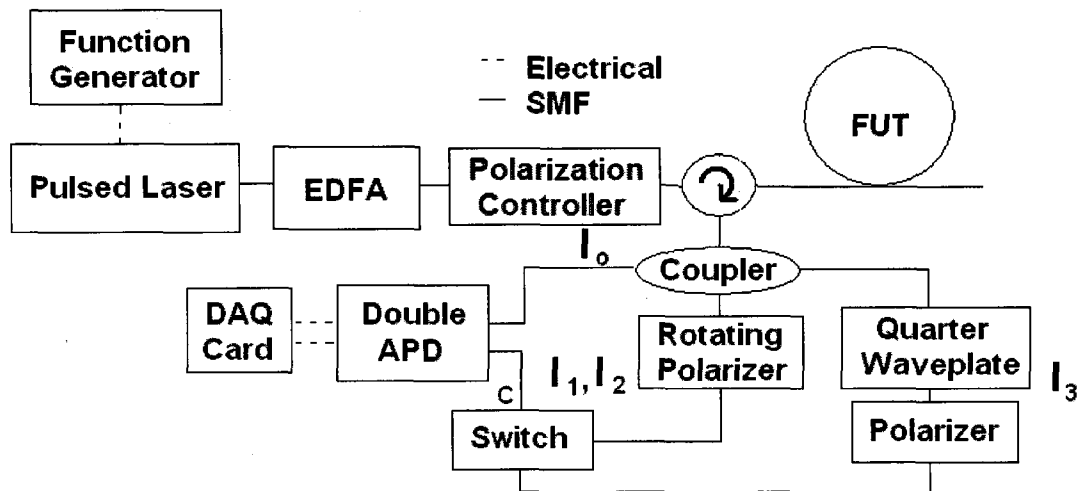 Function
Generator
-- Electrical
— SMF
FUT
Pulsed Laser
EDFA
Polarization
Controller
I₀
Coupler
DAQ
Card
Double
APD
I₁, I₂
Rotating
Polarizer
Quarter
Waveplate
I₃
C
Switch
Polarizer